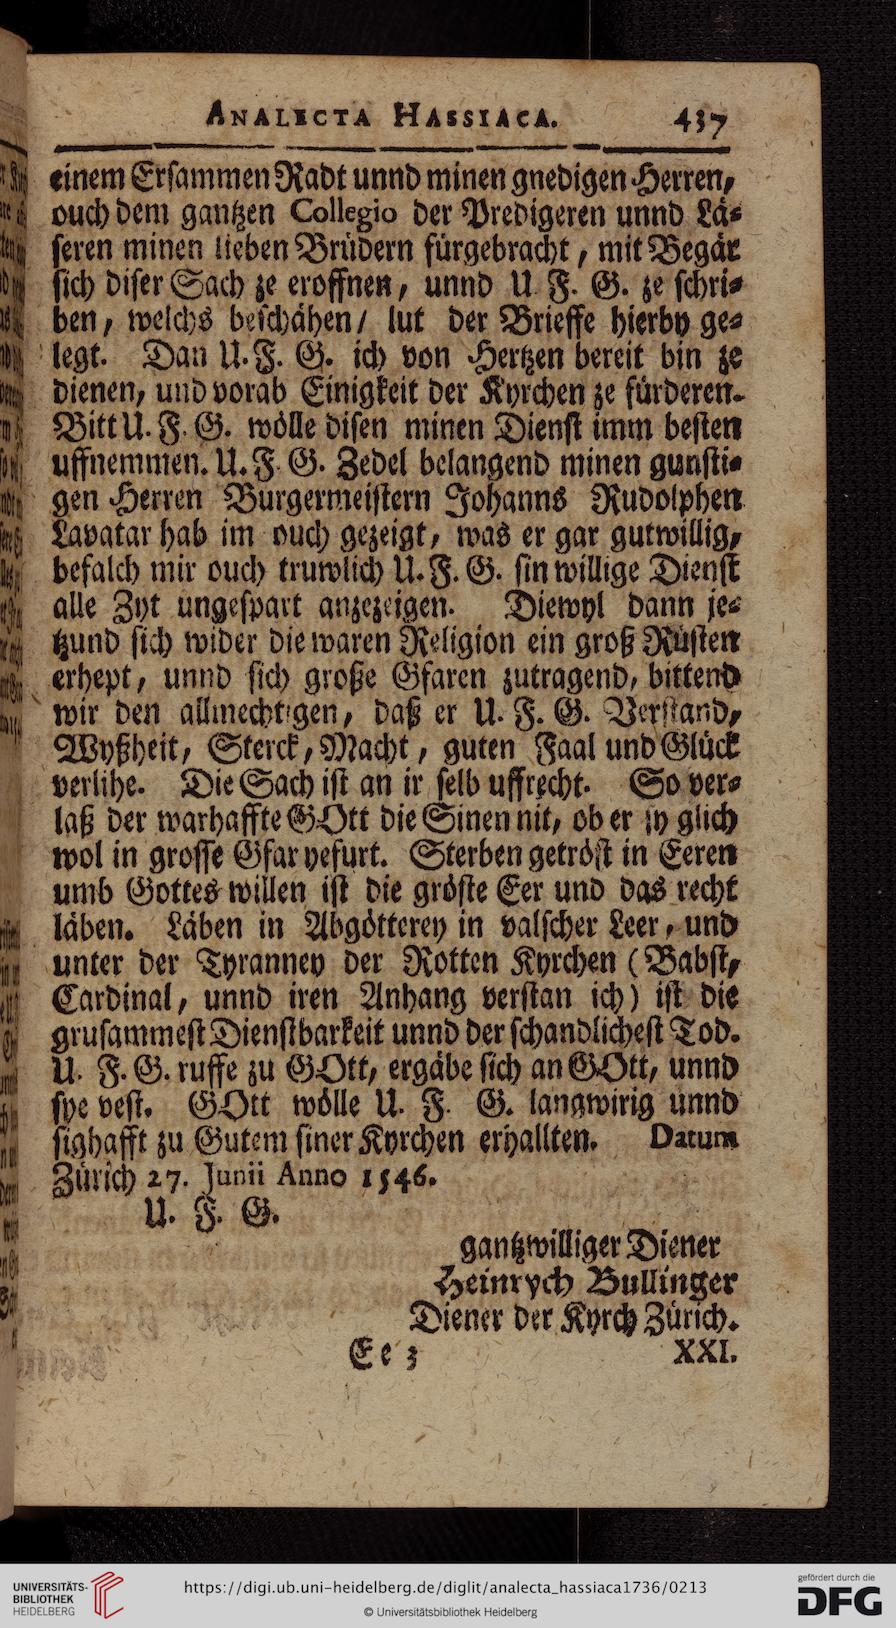 ANALECTA HASSIACA. 437
einem Ersammen Radt unnd minen gnedigen Herren,
ouch dem gantzen Collegio der Predigeren unnd Lä-
seren minen lieben Brüdern fürgebracht, mit Begär
sich diser Sach ze eroffnen, unnd U. F. G. ze schri-
ben, welchs beschähen/ lut der Brieffe hierby ge-
legt. Dan U. F. G. ich von Hertzen bereit bin ze
dienen, und vorab Einigkeit der Kyrchen ze fürderen.
Bitt U. F. G. wölle disen minen Dienst imm besten
uffnemmen. U. F. G. Zedel belangend minen gunsti-
gen Herren Burgermeistern Johanns Rudolphen
Lavatar hab im ouch gezeigt, was er gar gutwillig,
befalch mir ouch truwlich U. F. G. sin willige Dienst
alle Zyt ungespart anzezeigen. Diewyl dann je-
tzund sich wider die waren Religion ein groß Rüsten
erhept, unnd sich große Gfaren zutragend, bittend
wir den allmechtigen, daß er U. F. G. Verstand,
Wyßheit, Sterck, Macht, guten Faal und Glück
verlihe. Die Sach ist an ir selb uffrecht. So ver-
laß der warhaffte GOtt die Sinen nit, ob er sy glich
wol in grosse Gfar yefurt. Sterben getröst in Eeren
umb Gottes willen ist die gröste Eer und das recht
läben. Läben in Abgötterey in valscher Leer, und
unter der Tyranney der Rotten Kyrchen (Babst,
Cardinal, unnd iren Anhang verstan ich) ist die
grusammest Dienstbarkeit unnd der schandlichest Tod.
U. F. G. ruffe zu GOtt, ergäbe sich an GOtt, unnd
sye vest. GOtt wölle U. F. G. langwirig unnd
sighafft zu Gutem siner Kyrchen erhallten. Datum
Zürich 27. Junii Anno 1546.
U. F. G.
gantzwilliger Diener
Heinrych Bullinger
Diener der Kyrch Zürich.
Ee 3 XXI.
UNIVERSITÄTS-
BIBLIOTHEK
HEIDELBERG
https://digi.ub.uni-heidelberg.de/diglit/analecta_hassiaca1736/0213
© Universitätsbibliothek Heidelberg
gefördert durch die
DFG